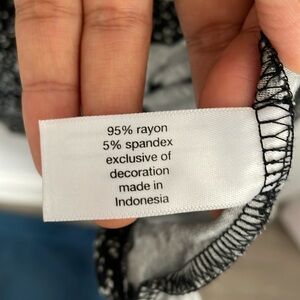 95% rayon
5% spandex
exclusive of
decoration
made in
Indonesia